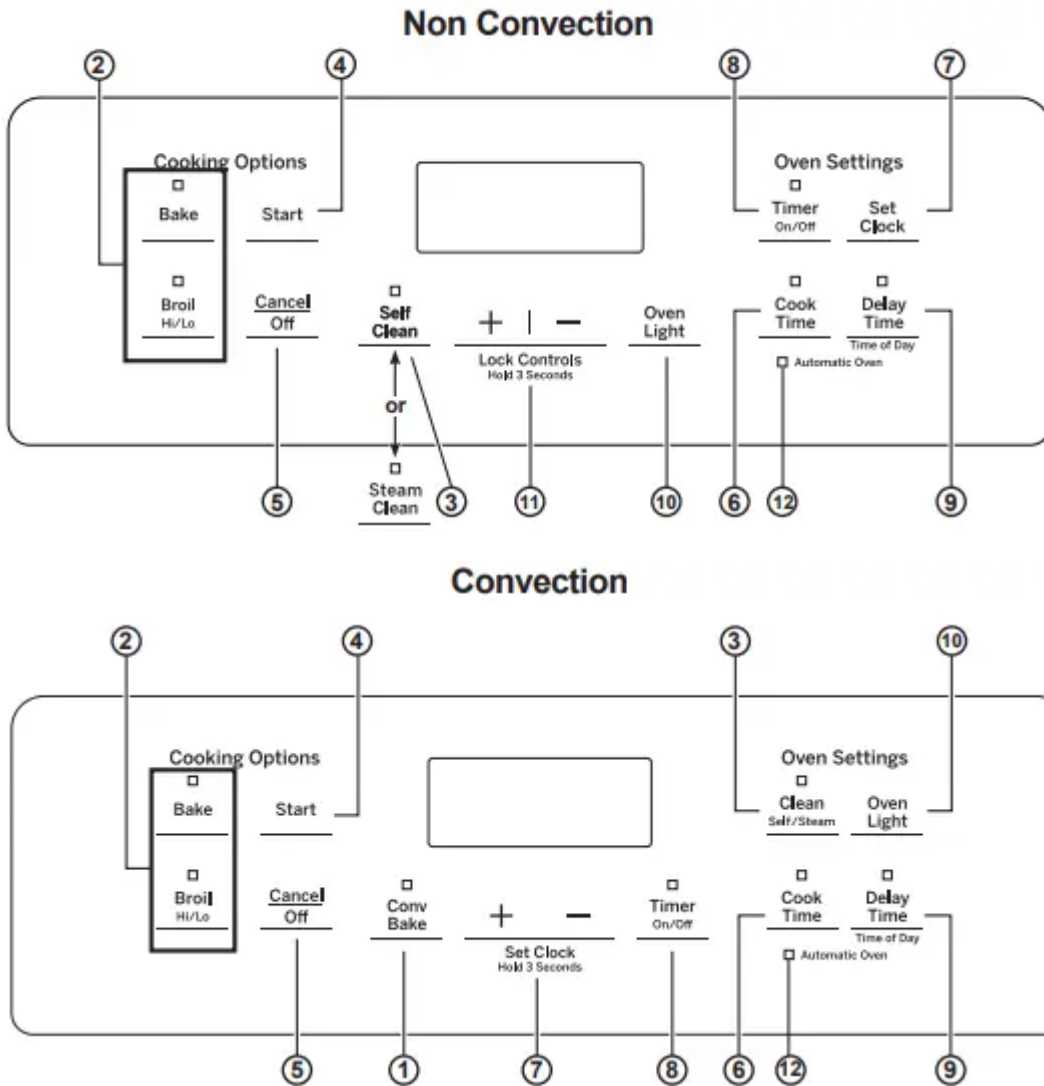 Non Convection
2
4
8
7
Cooking Options
Oven Settings
Bake
Start
Timer
On/Off
Set
Clock
Broil
Hi/Lo
Cancel
Off
Self
Clean
+ | −
Lock Controls
Hold 3 Seconds
Oven
Light
Cook
Time
Delay
Time
Time of Day
Automatic Oven
or
Steam
Clean
5
3
11
10
6
12
9
Convection
2
4
3
10
Cooking Options
Oven Settings
Bake
Start
Clean
Self/Steam
Oven
Light
Broil
Hi/Lo
Cancel
Off
Conv
Bake
+ −
Set Clock
Hold 3 Seconds
Timer
On/Off
Cook
Time
Delay
Time
Time of Day
Automatic Oven
5
1
7
8
6
12
9